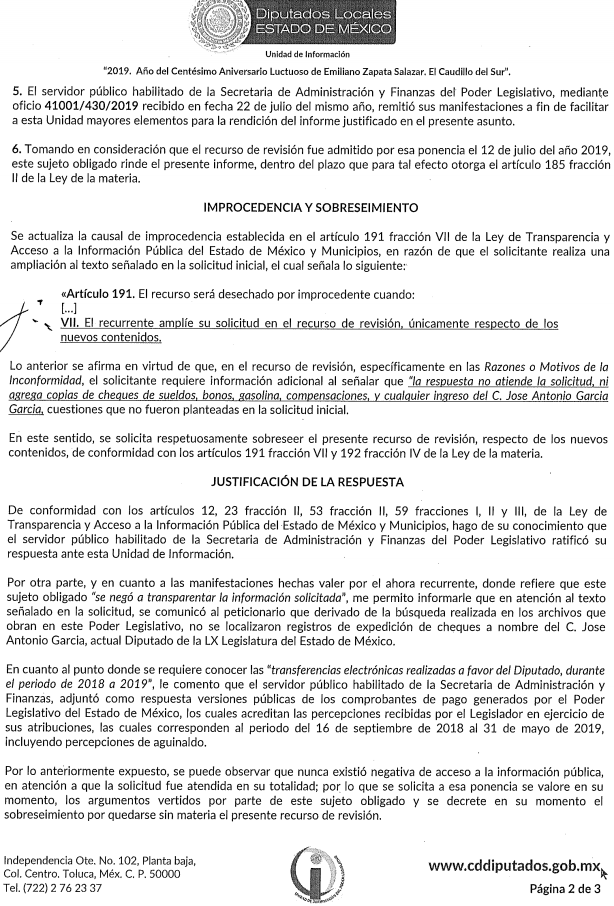 Diputados Locales
ESTADO DE MÉXICO
Unidad de Información
"2019. Año del Centésimo Aniversario Luctuoso de Emiliano Zapata Salazar. El Caudillo del Sur".
5. El servidor público habilitado de la Secretaria de Administración y Finanzas del Poder Legislativo, mediante
oficio 41001/430/2019 recibido en fecha 22 de julio del mismo año, remitió sus manifestaciones a fin de facilitar
a esta Unidad mayores elementos para la rendición del informe justificado en el presente asunto.
6. Tomando en consideración que el recurso de revisión fue admitido por esa ponencia el 12 de julio del año 2019,
este sujeto obligado rinde el presente informe, dentro del plazo que para tal efecto otorga el artículo 185 fracción
II de la Ley de la materia.
IMPROCEDENCIA Y SOBRESEIMIENTO
Se actualiza la causal de improcedencia establecida en el artículo 191 fracción VII de la Ley de Transparencia y
Acceso a la Información Pública del Estado de México y Municipios, en razón de que el solicitante realiza una
ampliación al texto señalado en la solicitud inicial, el cual señala lo siguiente:
«Artículo 191. El recurso será desechado por improcedente cuando:
[...]
VII. El recurrente amplíe su solicitud en el recurso de revisión, únicamente respecto de los
nuevos contenidos.
Lo anterior se afirma en virtud de que, en el recurso de revisión, específicamente en las Razones o Motivos de la
Inconformidad, el solicitante requiere información adicional al señalar que "la respuesta no atiende la solicitud, ni
agrega copias de cheques de sueldos, bonos, gasolina, compensaciones, y cualquier ingreso del C. Jose Antonio Garcia
Garcia, cuestiones que no fueron planteadas en la solicitud inicial.
En este sentido, se solicita respetuosamente sobreseer el presente recurso de revisión, respecto de los nuevos
contenidos, de conformidad con los artículos 191 fracción VII y 192 fracción IV de la Ley de la materia.
JUSTIFICACIÓN DE LA RESPUESTA
De conformidad con los artículos 12, 23 fracción II, 53 fracción II, 59 fracciones I, II y III, de la Ley de
Transparencia y Acceso a la Información Pública del Estado de México y Municipios, hago de su conocimiento que
el servidor público habilitado de la Secretaria de Administración y Finanzas del Poder Legislativo ratificó su
respuesta ante esta Unidad de Información.
Por otra parte, y en cuanto a las manifestaciones hechas valer por el ahora recurrente, donde refiere que este
sujeto obligado "se negó a transparentar la información solicitada", me permito informarle que en atención al texto
señalado en la solicitud, se comunicó al peticionario que derivado de la búsqueda realizada en los archivos que
obran en este Poder Legislativo, no se localizaron registros de expedición de cheques a nombre del C. Jose
Antonio Garcia, actual Diputado de la LX Legislatura del Estado de México.
En cuanto al punto donde se requiere conocer las "transferencias electrónicas realizadas a favor del Diputado, durante
el periodo de 2018 a 2019", le comento que el servidor público habilitado de la Secretaria de Administración y
Finanzas, adjuntó como respuesta versiones públicas de los comprobantes de pago generados por el Poder
Legislativo del Estado de México, los cuales acreditan las percepciones recibidas por el Legislador en ejercicio de
sus atribuciones, las cuales corresponden al periodo del 16 de septiembre de 2018 al 31 de mayo de 2019,
incluyendo percepciones de aguinaldo.
Por lo anteriormente expuesto, se puede observar que nunca existió negativa de acceso a la información pública,
en atención a que la solicitud fue atendida en su totalidad; por lo que se solicita a esa ponencia se valore en su
momento, los argumentos vertidos por parte de este sujeto obligado y se decrete en su momento el
sobreseimiento por quedarse sin materia el presente recurso de revisión.
Independencia Ote. No. 102, Planta baja,
Col. Centro. Toluca, Méx. C. P. 50000
Tel. (722) 2 76 23 37
www.cddiputados.gob.mx
Página 2 de 3